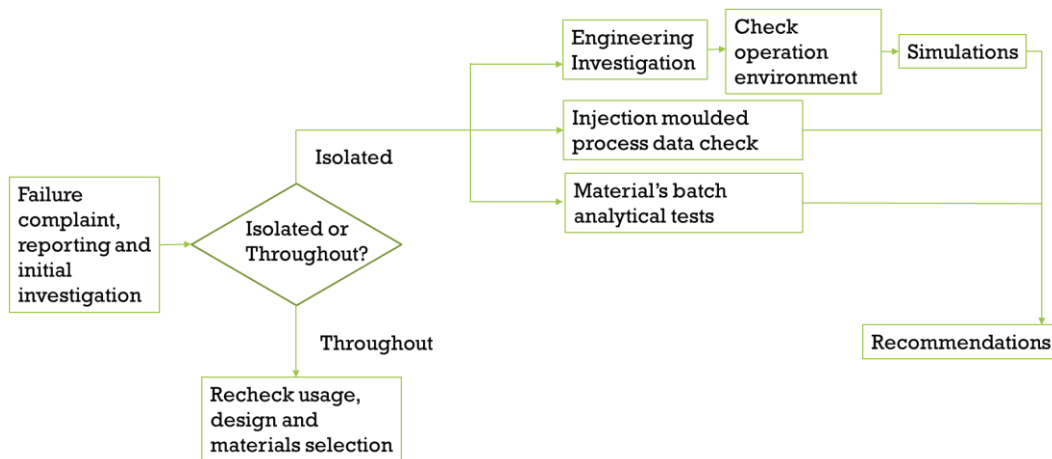 Engineering
Investigation
Check
operation
environment
Simulations
Injection moulded
process data check
Isolated
Material's batch
analytical tests
Failure
complaint,
reporting and
initial
investigation
Isolated or
Throughout?
Throughout
Recommendations
Recheck usage,
design and
materials selection